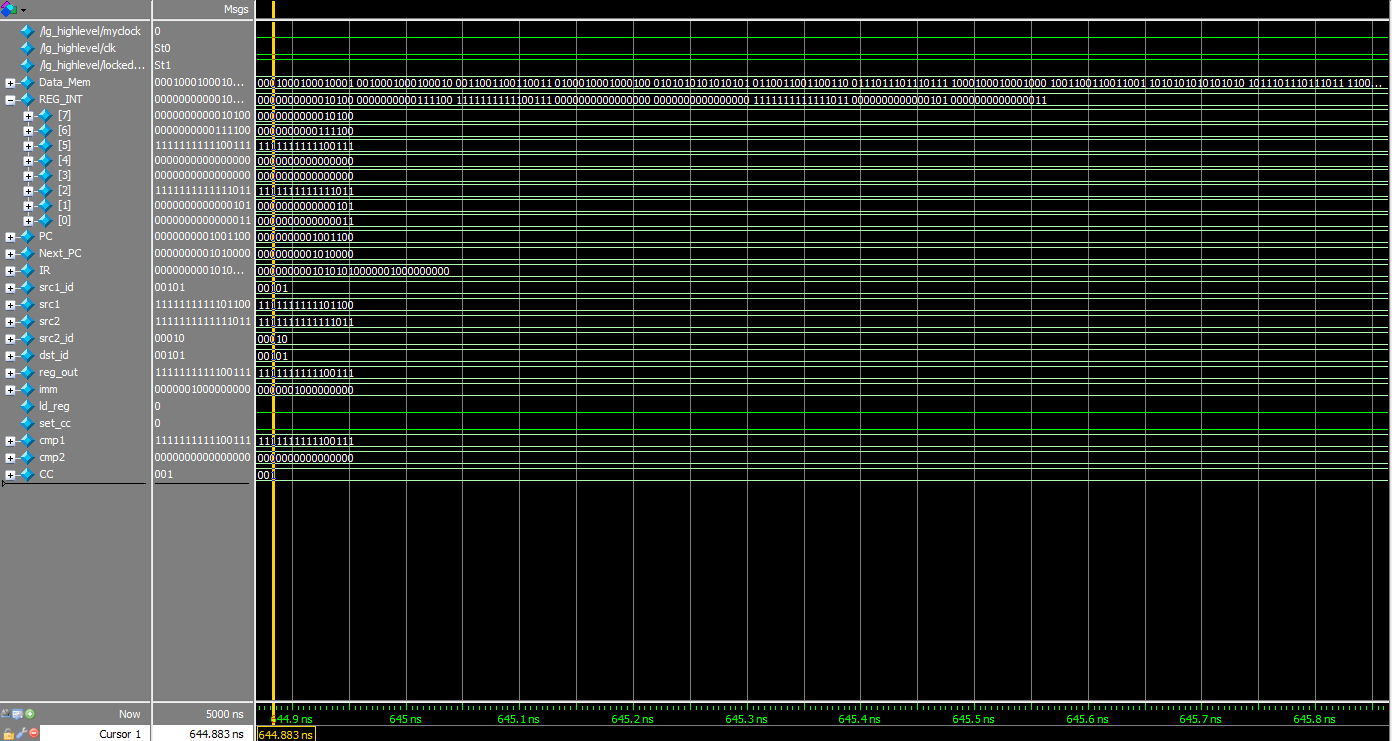 Msgs
/lg_highlevel/myclock 0
/lg_highlevel/clk St0
/lg_highlevel/locked... St1
Data_Mem 00010001000 10... 0001000100010001 0010001000100010 0011001100110011 0100010001000100 0101010101010101 0110011001100110 0111011101110111 1000100010001000 1001100110011001 1010101010101010 1011101110111011 1100...
REG_INT 00000000000 10... 0000000000010100 0000000000111100 1111111111100111 0000000000000000 0000000000000000 1111111111111011 0000000000000101 0000000000000011
[7] 0000000000010100 0000000000010100
[6] 0000000000111100 0000000000111100
[5] 1111111111100111 1111111111100111
[4] 0000000000000000 0000000000000000
[3] 0000000000000000 0000000000000000
[2] 1111111111111011 1111111111111011
[1] 0000000000000101 0000000000000101
[0] 0000000000000011 0000000000000011
PC 0000000001001100 0000000001001100
Next_PC 0000000001010000 0000000001010000
IR 0000000001010... 00000000010101010000001000000000
src1_id 00101 00101
src1 1111111111101100 1111111111101100
src2 1111111111111011 1111111111111011
src2_id 00010 00010
dst_id 00101 00101
reg_out 1111111111100111 1111111111100111
imm 0000001000000000 0000001000000000
ld_reg 0
set_cc 0
cmp1 1111111111100111 1111111111100111
cmp2 0000000000000000 0000000000000000
CC 001 001
Now 5000 ns 644.9 ns 645 ns 645.1 ns 645.2 ns 645.3 ns 645.4 ns 645.5 ns 645.6 ns 645.7 ns 645.8 ns
Cursor 1 644.883 ns 644.883 ns